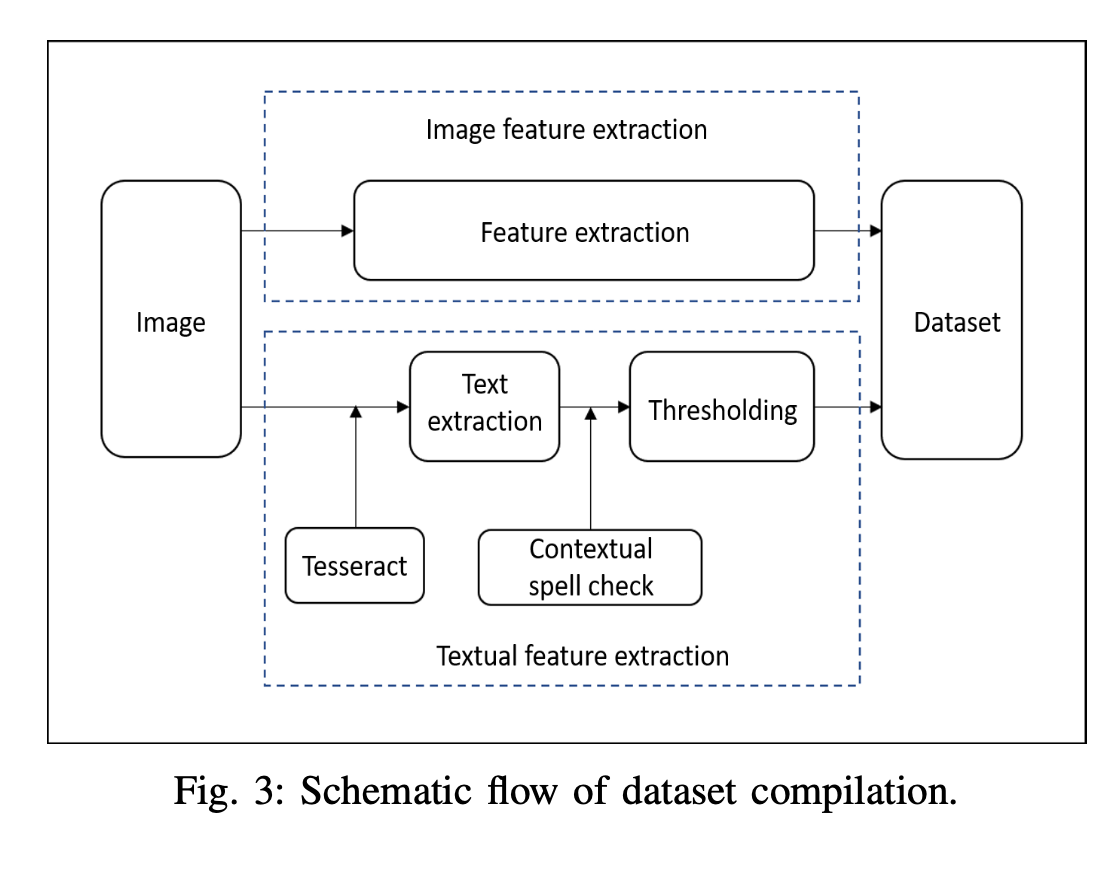 Image feature extraction
Feature extraction
Image
Dataset
Text
extraction
Thresholding
Tesseract
Contextual
spell check
Textual feature extraction
Fig. 3: Schematic flow of dataset compilation.